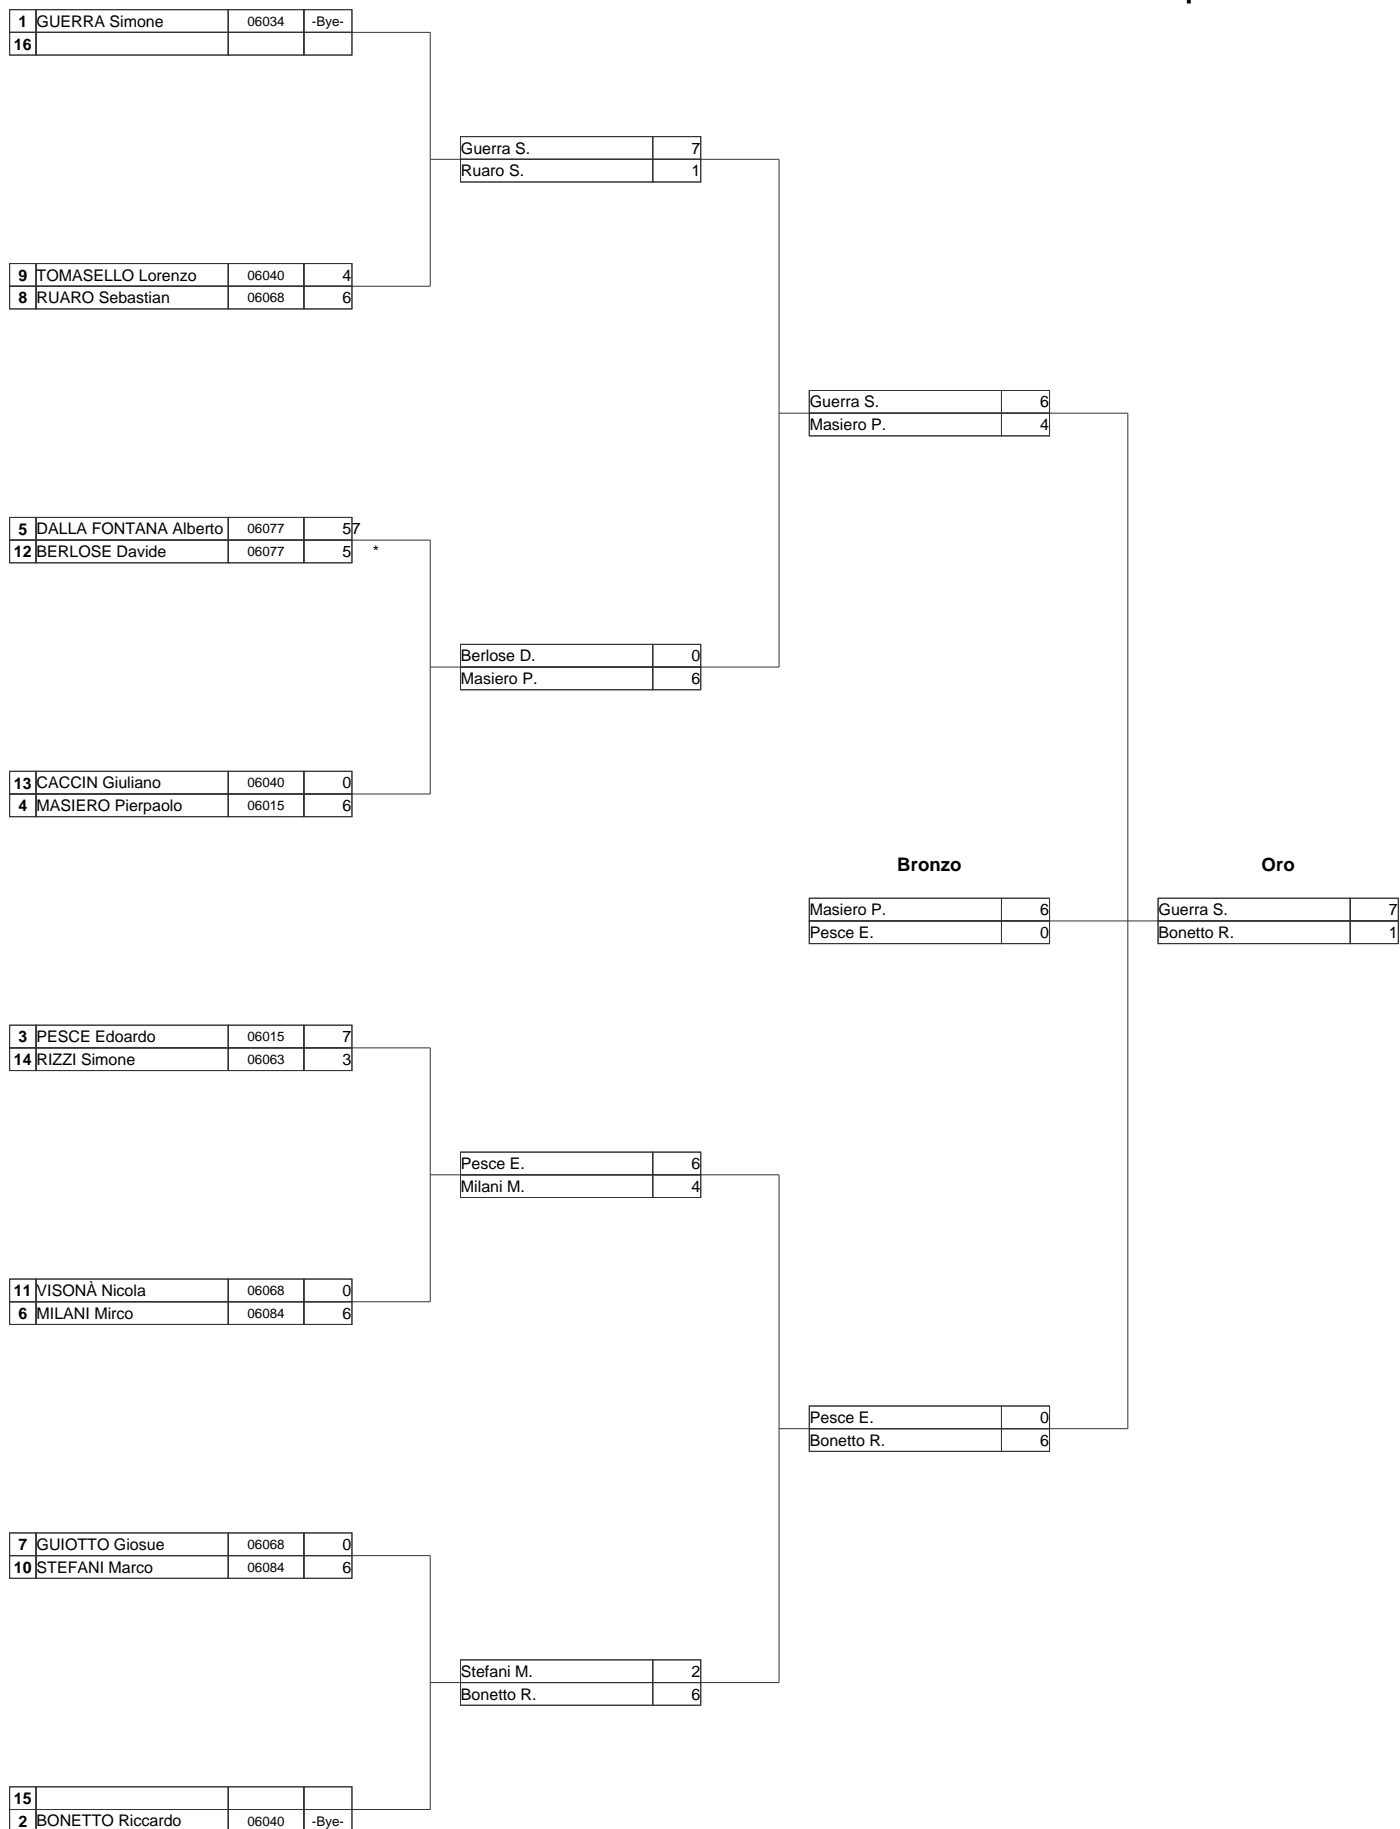 1 GUERRA Simone 06034 -Bye-
16
Guerra S. 7
Ruaro S. 1
9 TOMASELLO Lorenzo 06040 4
8 RUARO Sebastian 06068 6
Guerra S. 6
Masiero P. 4
5 DALLA FONTANA Alberto 06077 5 7
12 BERLOSE Davide 06077 5 *
Berlose D. 0
Masiero P. 6
13 CACCIN Giuliano 06040 0
4 MASIERO Pierpaolo 06015 6
Bronzo Oro
Masiero P. 6 Guerra S. 7
Pesce E. 0 Bonetto R. 1
3 PESCE Edoardo 06015 7
14 RIZZI Simone 06063 3
Pesce E. 6
Milani M. 4
11 VISONÀ Nicola 06068 0
6 MILANI Mirco 06084 6
Pesce E. 0
Bonetto R. 6
7 GUIOTTO Giosue 06068 0
10 STEFANI Marco 06084 6
Stefani M. 2
Bonetto R. 6
15
2 BONETTO Riccardo 06040 -Bye-